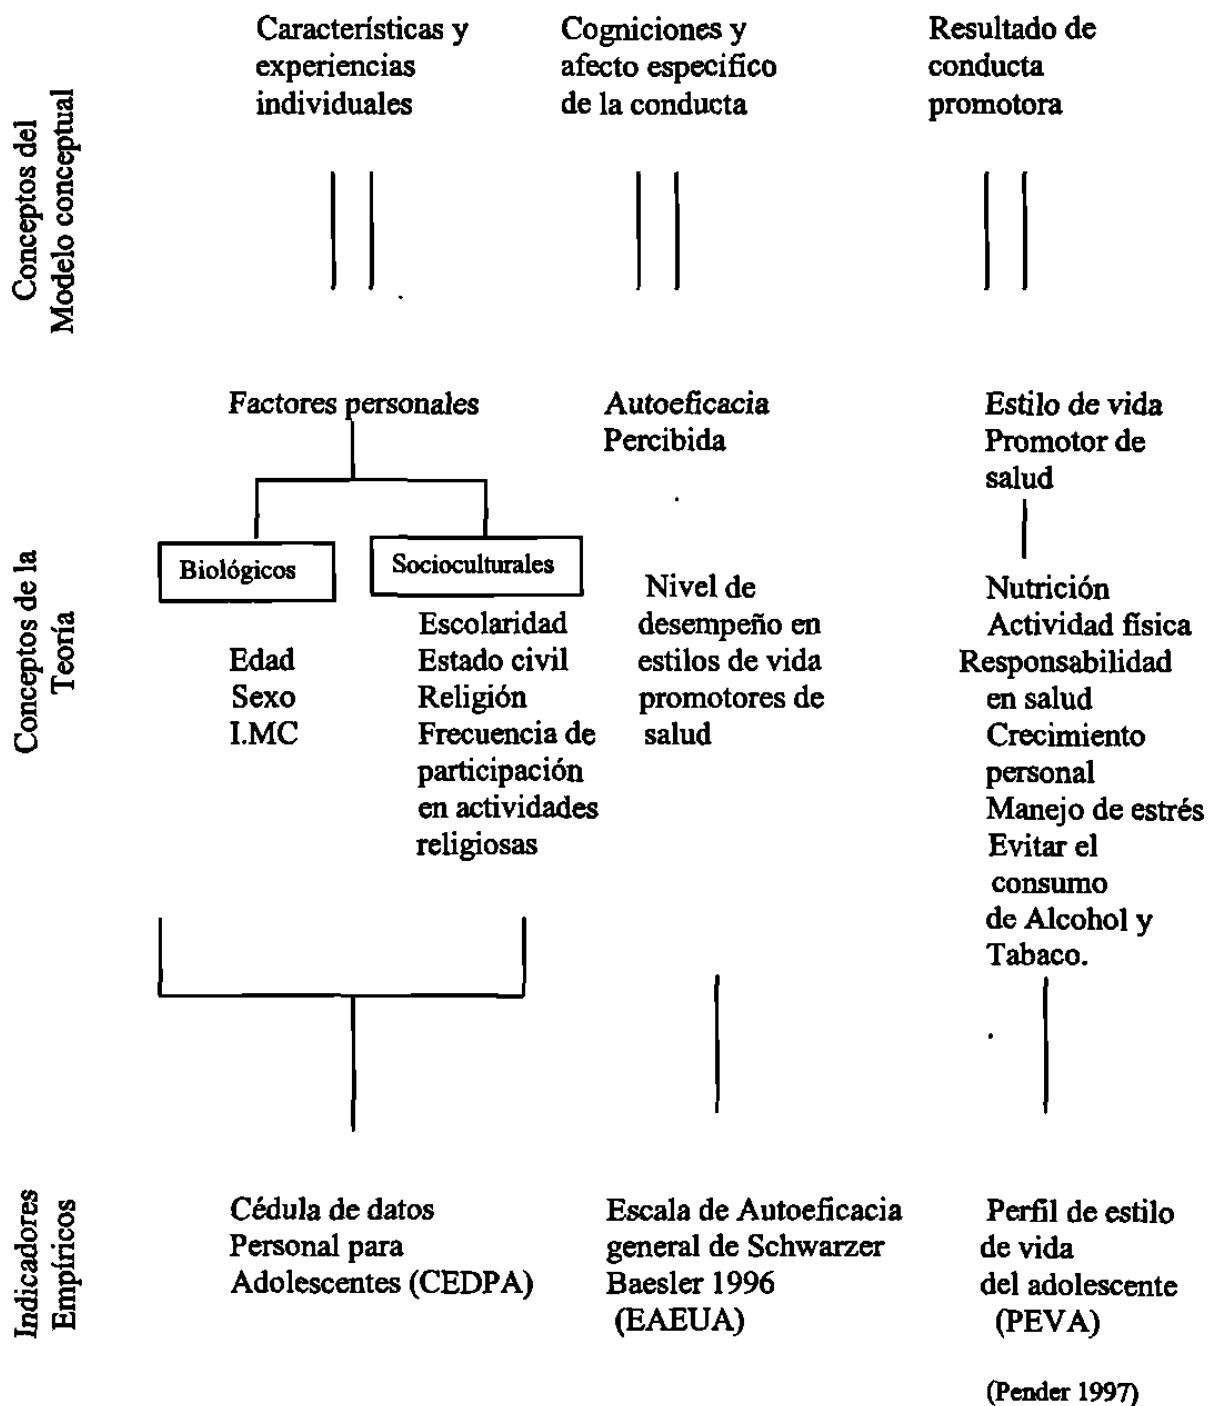 Conceptos del
Modelo conceptual
Características y
experiencias
individuales
Cogniciones y
afecto especifico
de la conducta
Resultado de
conducta
promotora
Conceptos de la
Teoría
Factores personales
Biológicos
Edad
Sexo
I.MC
Socioculturales
Escolaridad
Estado civil
Religión
Frecuencia de
participación
en actividades
religiosas
Autoeficacia
Percibida
Nivel de
desempeño en
estilos de vida
promotores de
salud
Estilo de vida
Promotor de
salud
Nutrición
Actividad física
Responsabilidad
en salud
Crecimiento
personal
Manejo de estrés
Evitar el
consumo
de Alcohol y
Tabaco.
Indicadores
Empíricos
Cédula de datos
Personal para
Adolescentes (CEDPA)
Escala de Autoeficacia
general de Schwarzer
Baesler 1996
(EAEUA)
Perfil de estilo
de vida
del adolescente
(PEVA)
(Pender 1997)